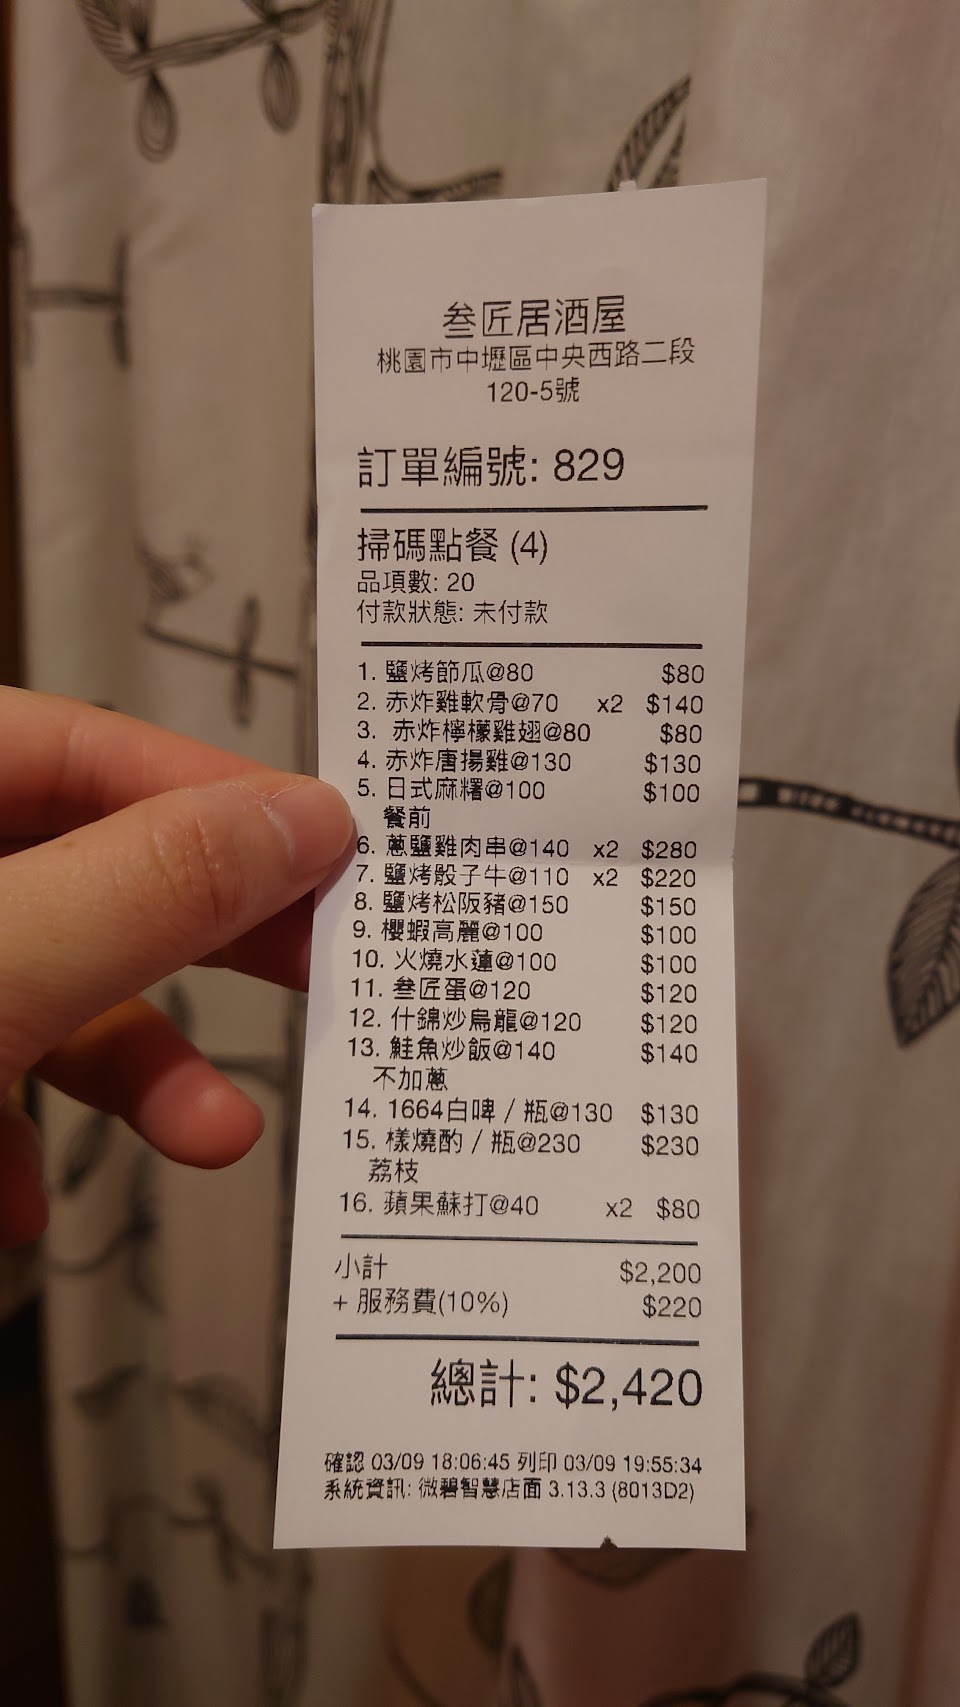 叁匠居酒屋
桃園市中壢區中央西路二段
120-5號
訂單編號: 829
掃碼點餐 (4)
品項數: 20
付款狀態: 未付款
1. 鹽烤節瓜@80 $80
2. 赤炸雞軟骨@70 x2 $140
3. 赤炸檸檬雞翅@80 $80
4. 赤炸唐揚雞@130 $130
5. 日式麻糬@100 $100
餐前
6. 蔥鹽雞肉串@140 x2 $280
7. 鹽烤骰子牛@110 x2 $220
8. 鹽烤松阪豬@150 $150
9. 櫻蝦高麗@100 $100
10. 火燒水蓮@100 $100
11. 叁匠蛋@120 $120
12. 什錦炒烏龍@120 $120
13. 鮭魚炒飯@140 $140
不加蔥
14. 1664白啤 / 瓶@130 $130
15. 樣燒酌 / 瓶@230 $230
荔枝
16. 蘋果蘇打@40 x2 $80
小計 $2,200
+ 服務費(10%) $220
總計: $2,420
確認 03/09 18:06:45 列印 03/09 19:55:34
系統資訊: 微碧智慧店面 3.13.3 (8013D2)